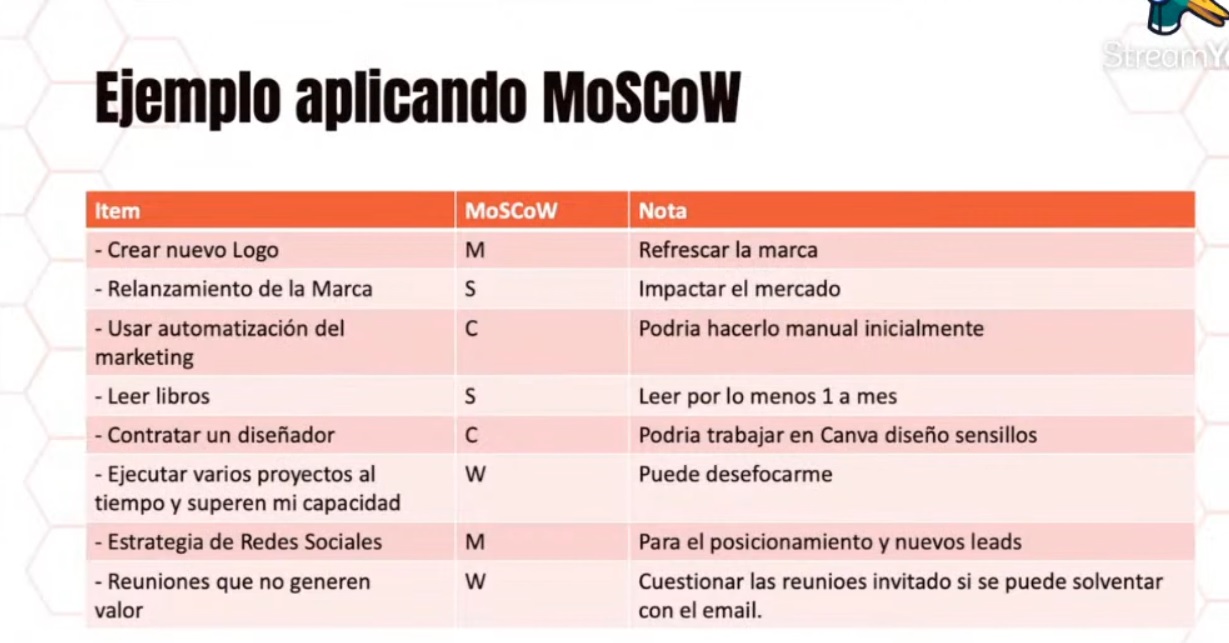 StreamY
Ejemplo aplicando MoSCoW
Item MoSCoW Nota
- Crear nuevo Logo M Refrescar la marca
- Relanzamiento de la Marca S Impactar el mercado
- Usar automatización del C Podria hacerlo manual inicialmente
marketing
- Leer libros S Leer por lo menos 1 a mes
- Contratar un diseñador C Podria trabajar en Canva diseño sensillos
- Ejecutar varios proyectos al W Puede desefocarme
tiempo y superen mi capacidad
- Estrategia de Redes Sociales M Para el posicionamiento y nuevos leads
- Reuniones que no generen W Cuestionar las reunioes invitado si se puede solventar
valor con el email.